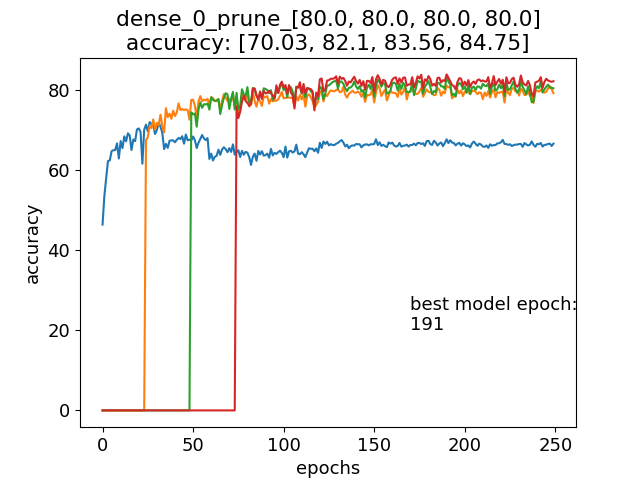 dense_0_prune_[80.0, 80.0, 80.0, 80.0]
accuracy: [70.03, 82.1, 83.56, 84.75]
80
60
40
20
0
accuracy
best model epoch:
191
0 50 100 150 200 250
epochs